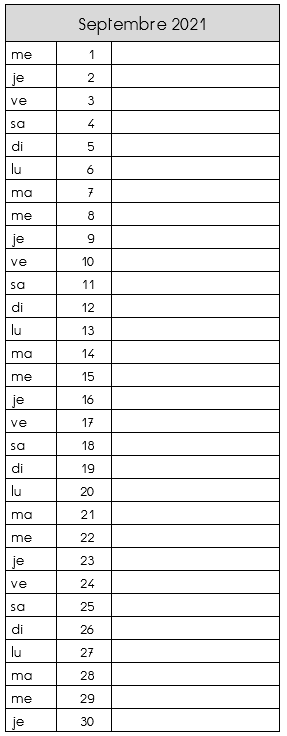 Septembre 2021
me 1
je 2
ve 3
sa 4
di 5
lu 6
ma 7
me 8
je 9
ve 10
sa 11
di 12
lu 13
ma 14
me 15
je 16
ve 17
sa 18
di 19
lu 20
ma 21
me 22
je 23
ve 24
sa 25
di 26
lu 27
ma 28
me 29
je 30